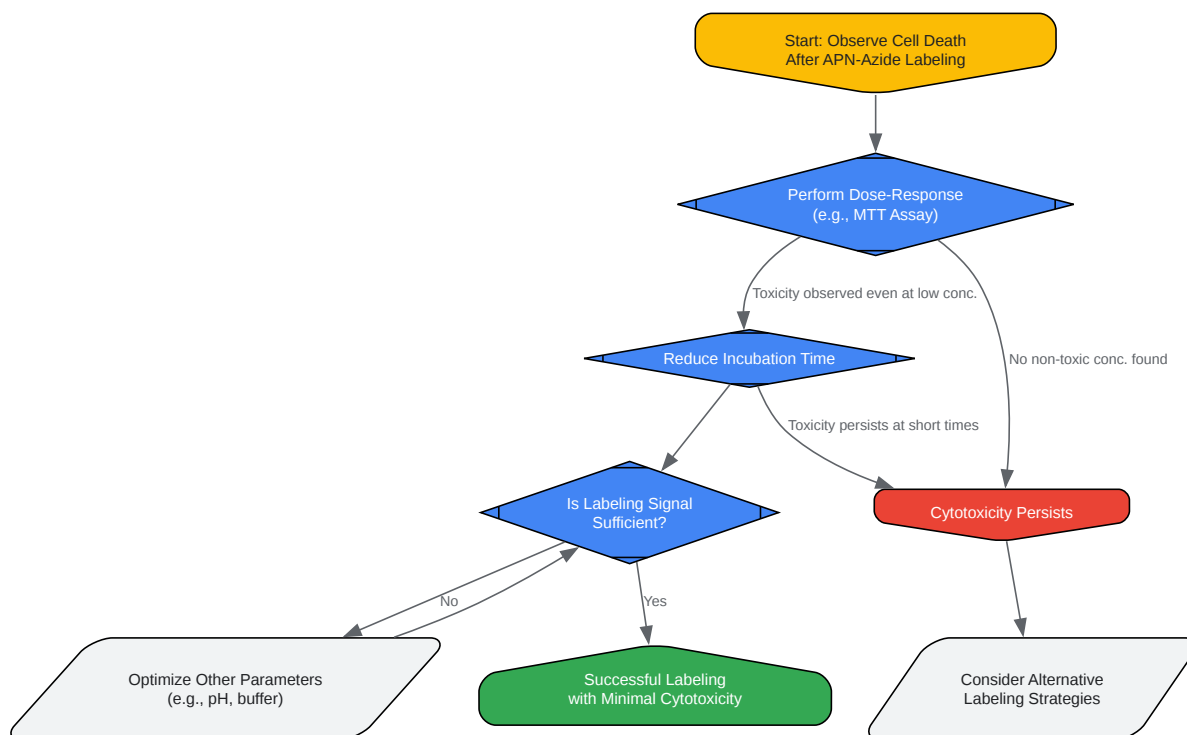 Start: Observe Cell Death
After APN-Azide Labeling
Perform Dose-Response
(e.g., MTT Assay)
Toxicity observed even at low conc.
Reduce Incubation Time
No non-toxic conc. found
Toxicity persists at short times
Is Labeling Signal
Sufficient?
Cytotoxicity Persists
No
Yes
Optimize Other Parameters
(e.g., pH, buffer)
Successful Labeling
with Minimal Cytotoxicity
Consider Alternative
Labeling Strategies